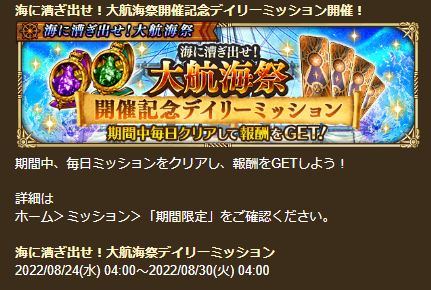 海に漕ぎ出せ！大航海祭開催記念デイリーミッション開催！
海に漕ぎ出せ！大航海祭
海に漕ぎ出せ！
大航海祭
開催記念デイリーミッション
期間中毎日クリアして報酬をGET!
期間中、毎日ミッションをクリアし、報酬をGETしよう！
詳細は
ホーム＞ミッション＞「期間限定」をご確認ください。
海に漕ぎ出せ！大航海祭デイリーミッション
2022/08/24(水) 04:00～2022/08/30(火) 04:00